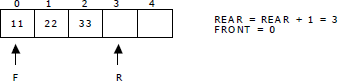 0 1 2 3 4
11 22 33
REAR = REAR + 1 = 3
FRONT = 0
F R